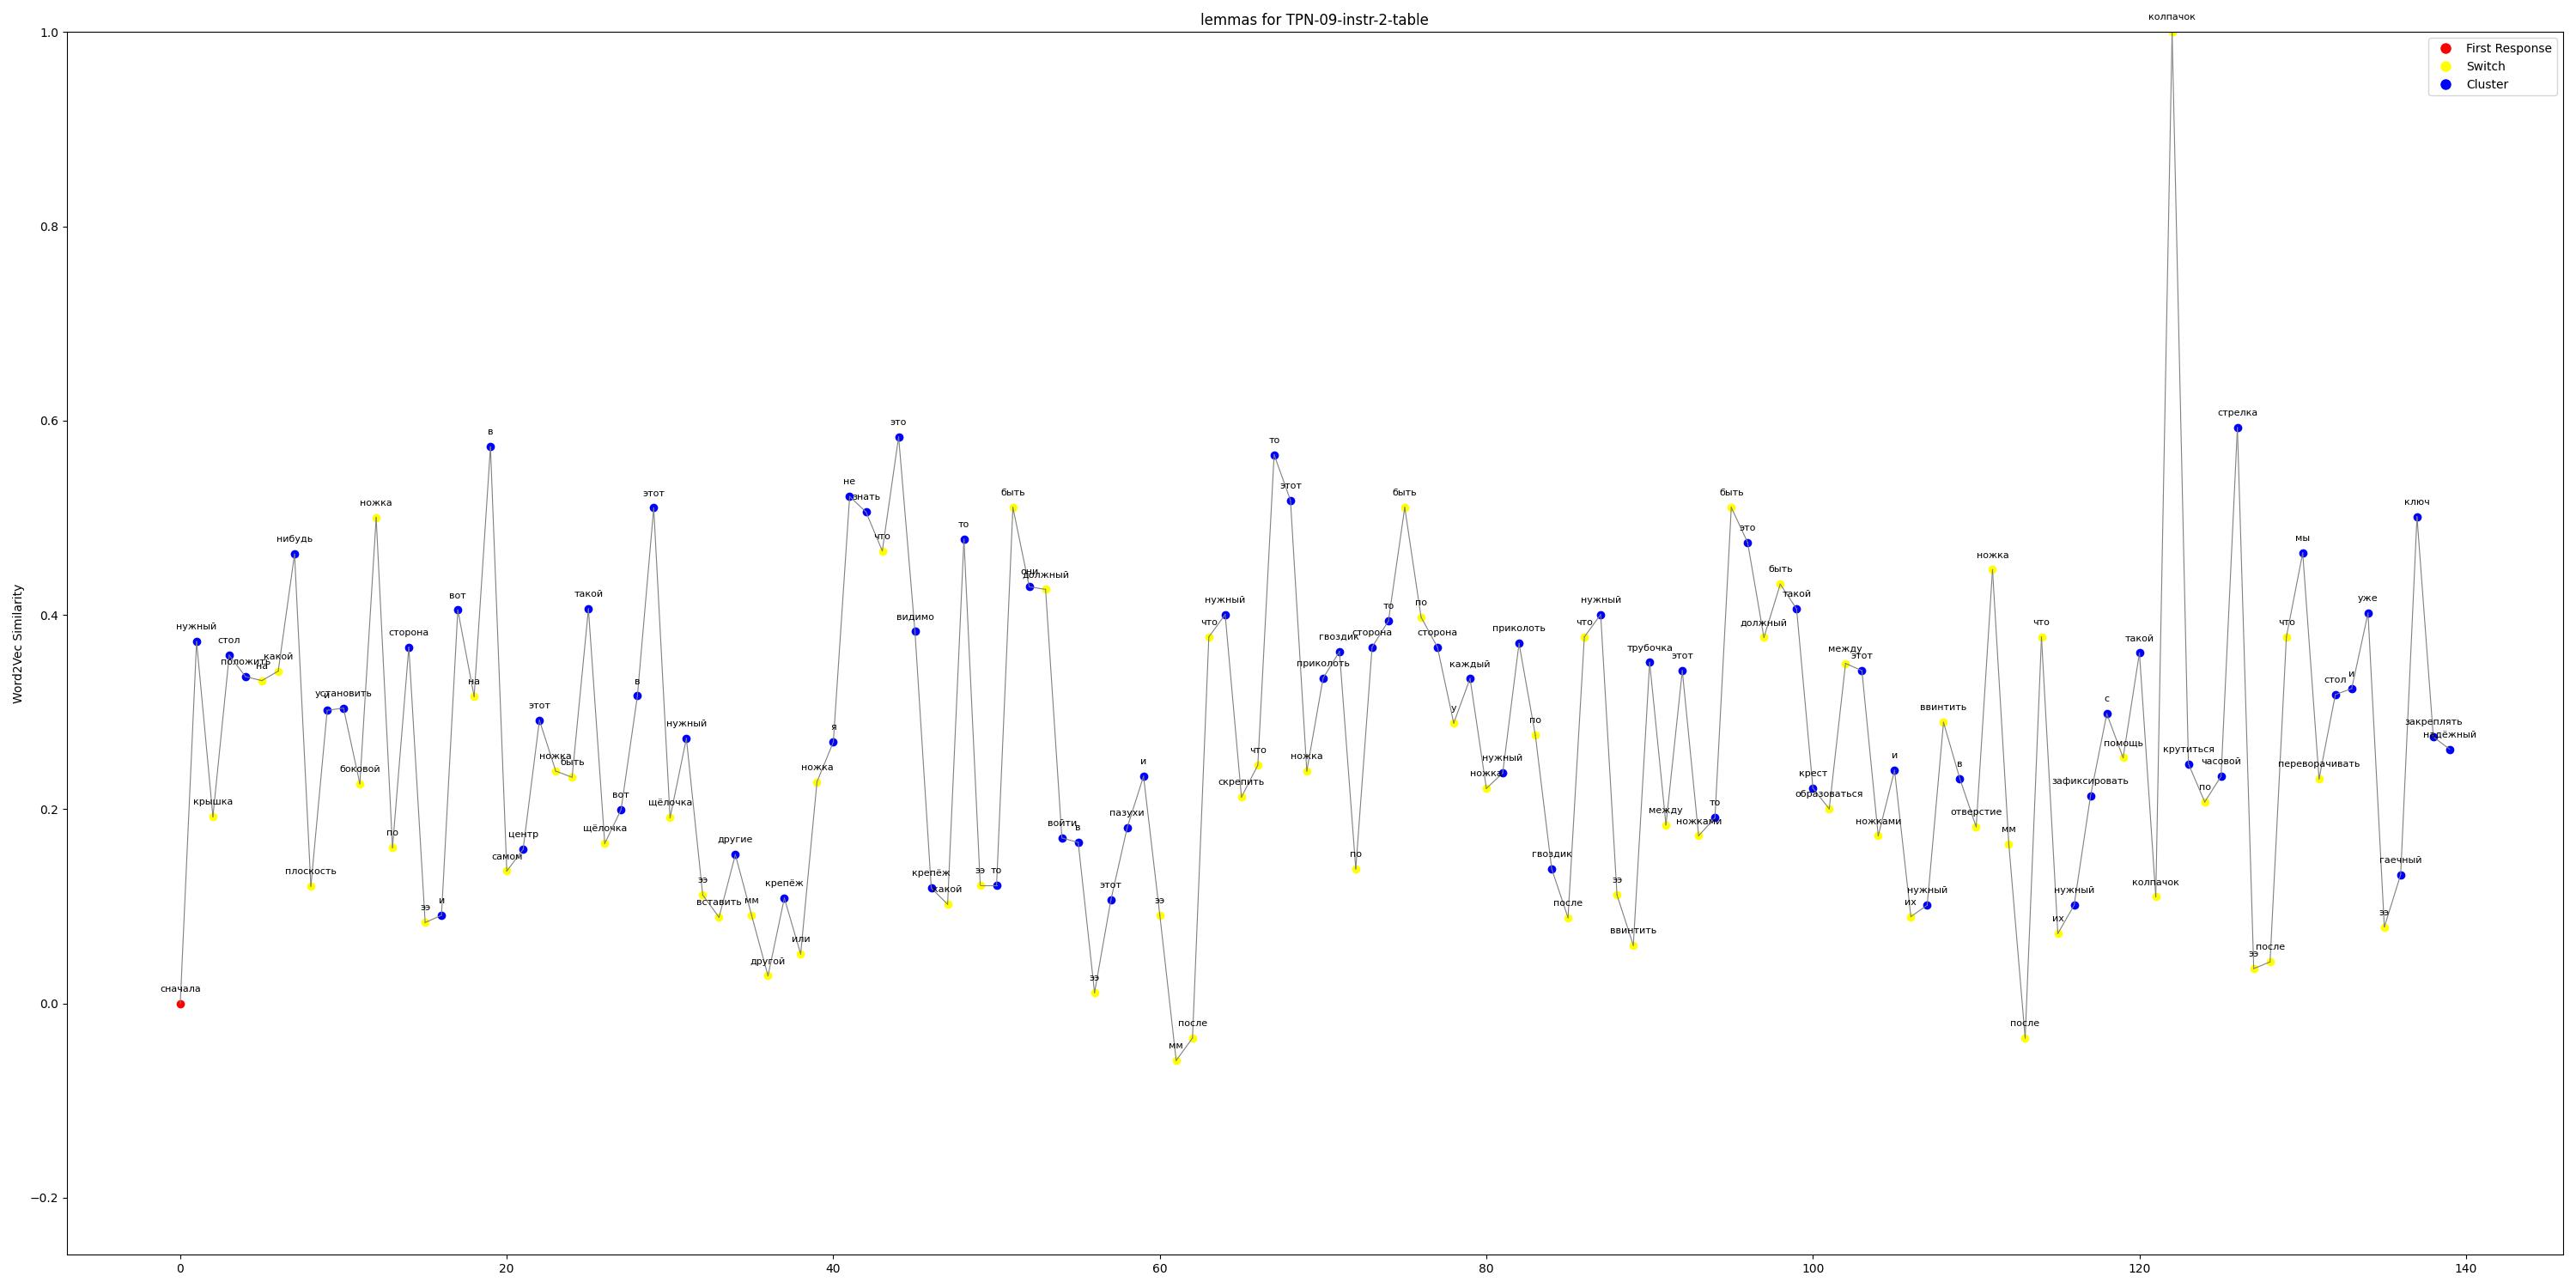 lemmas for TPN-09-instr-2-table
Word2Vec Similarity
1.0
0.8
0.6
0.4
0.2
0.0
−0.2
0 20 40 60 80 100 120 140
First Response
Switch
Cluster
сначала
нужный
крышка
стол
положить
на
какой
нибудь
плоскость
и
установить
боковой
ножка
по
сторона
ээ
и
вот
на
в
самом
центр
этот
ножка
быть
такой
щёлочка
вот
в
этот
щёлочка
нужный
ээ
вставить
другие
мм
другой
крепёж
или
ножка
я
не
знать
что
это
видимо
крепёж
какой
то
ээ
то
быть
они
должный
войти
в
ээ
этот
пазухи
и
ээ
мм
после
что
нужный
скрепить
что
то
этот
ножка
приколоть
гвоздик
по
сторона
то
быть
по
сторона
у
каждый
ножка
нужный
приколоть
по
гвоздик
после
что
нужный
ээ
ввинтить
трубочка
между
этот
ножками
то
быть
это
должный
быть
такой
крест
образоваться
между
этот
ножками
и
их
нужный
ввинтить
в
отверстие
ножка
мм
после
что
их
нужный
зафиксировать
с
помощь
такой
колпачок
колпачок
крутиться
по
часовой
стрелка
ээ
после
что
мы
переворачивать
стол
и
уже
ээ
гаечный
ключ
закреплять
надёжный